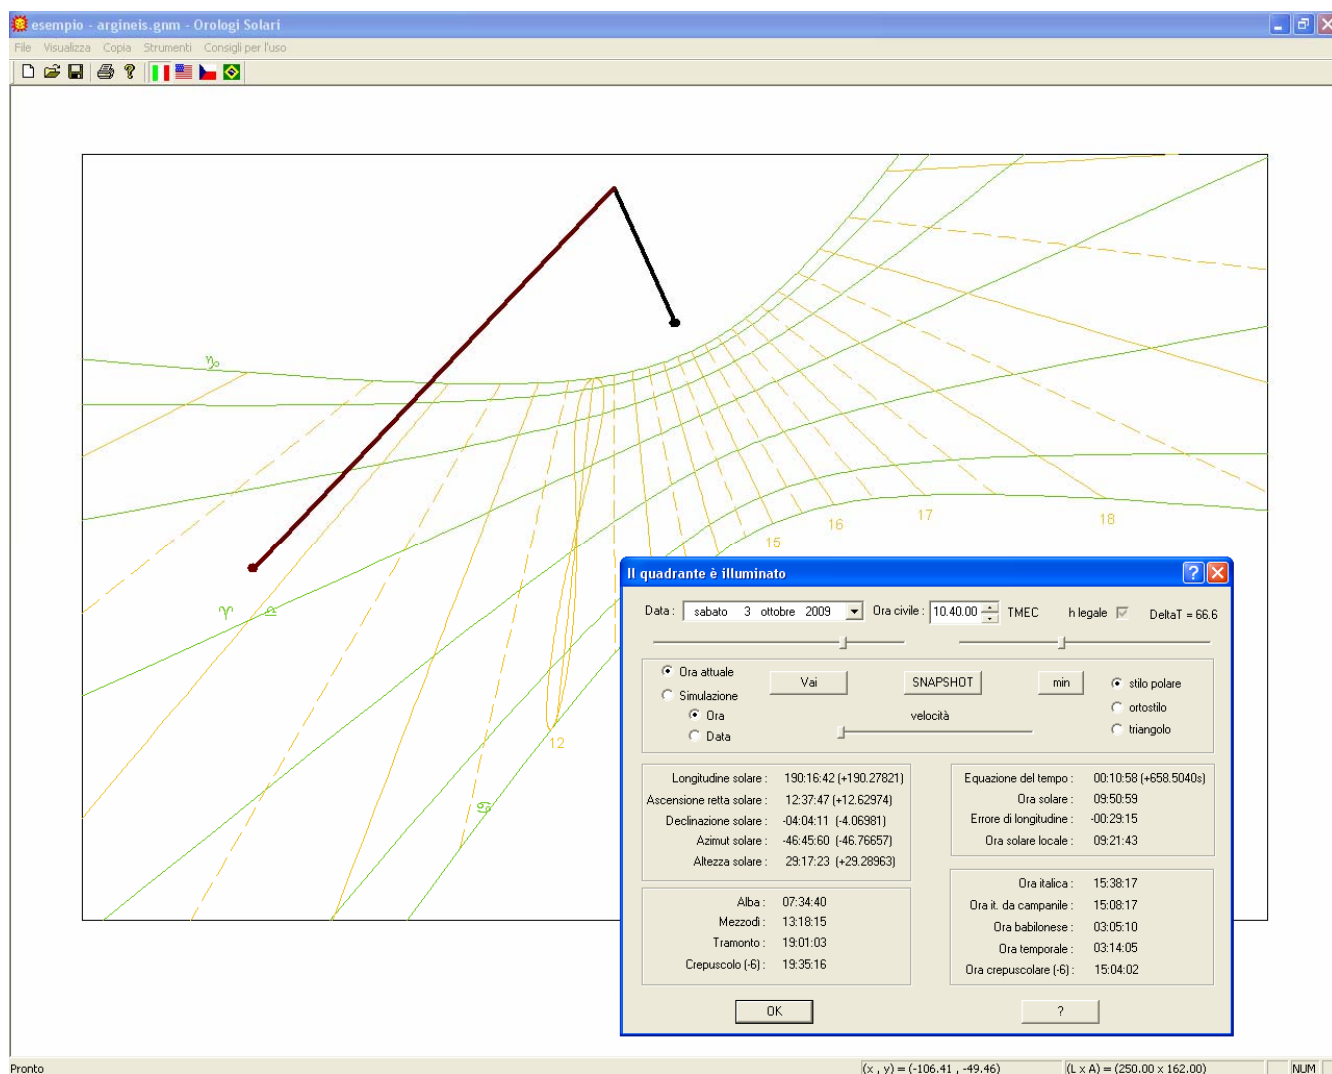 esempio - argineis.gnm - Orologi Solari
File Visualizza Copia Strumenti Consigli per l'uso
♑
16
17
18
15
♈ ♎
12
♋
Il quadrante è illuminato
Data : sabato 3 ottobre 2009 Ora civile : 10.40.00 TMEC h legale DeltaT = 66.6
Ora attuale
Simulazione
Ora
Data
Vai SNAPSHOT min
velocità
stilo polare
ortostilo
triangolo
Longitudine solare : 190:16:42 (+190.27821)
Ascensione retta solare : 12:37:47 (+12.62974)
Declinazione solare : -04:04:11 (-4.06981)
Azimut solare : -46:45:60 (-46.76657)
Altezza solare : 29:17:23 (+29.28963)
Equazione del tempo : 00:10:58 (+658.5040s)
Ora solare : 09:50:59
Errore di longitudine : -00:29:15
Ora solare locale : 09:21:43
Alba : 07:34:40
Mezzodì : 13:18:15
Tramonto : 19:01:03
Crepuscolo (-6) : 19:35:16
Ora italica : 15:38:17
Ora it. da campanile : 15:08:17
Ora babilonese : 03:05:10
Ora temporale : 03:14:05
Ora crepuscolare (-6) : 15:04:02
OK ?
Pronto (x , y) = (-106.41 , -49.46) (L x A) = (250.00 x 162.00) NUM